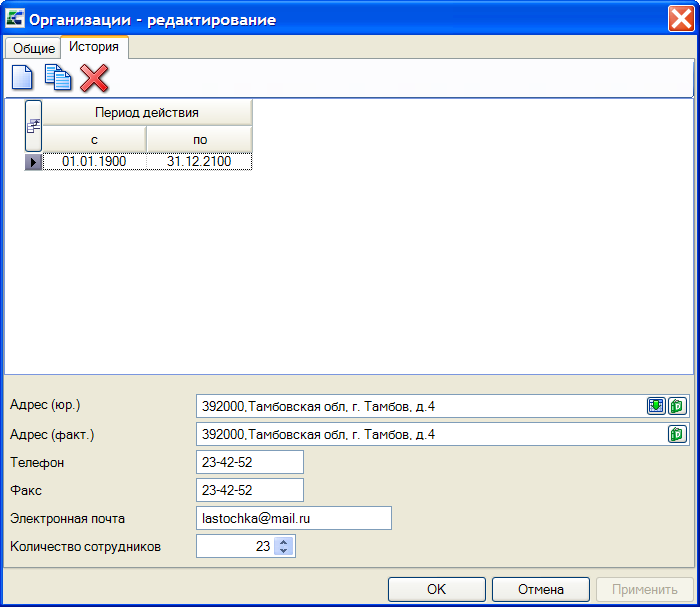 Организации - редактирование
Общие История
Период действия
с по
01.01.1900 31.12.2100
Адрес (юр.) 392000,Тамбовская обл, г. Тамбов, д.4
Адрес (факт.) 392000,Тамбовская обл, г. Тамбов, д.4
Телефон 23-42-52
Факс 23-42-52
Электронная почта lastochka@mail.ru
Количество сотрудников 23
ОК Отмена Применить